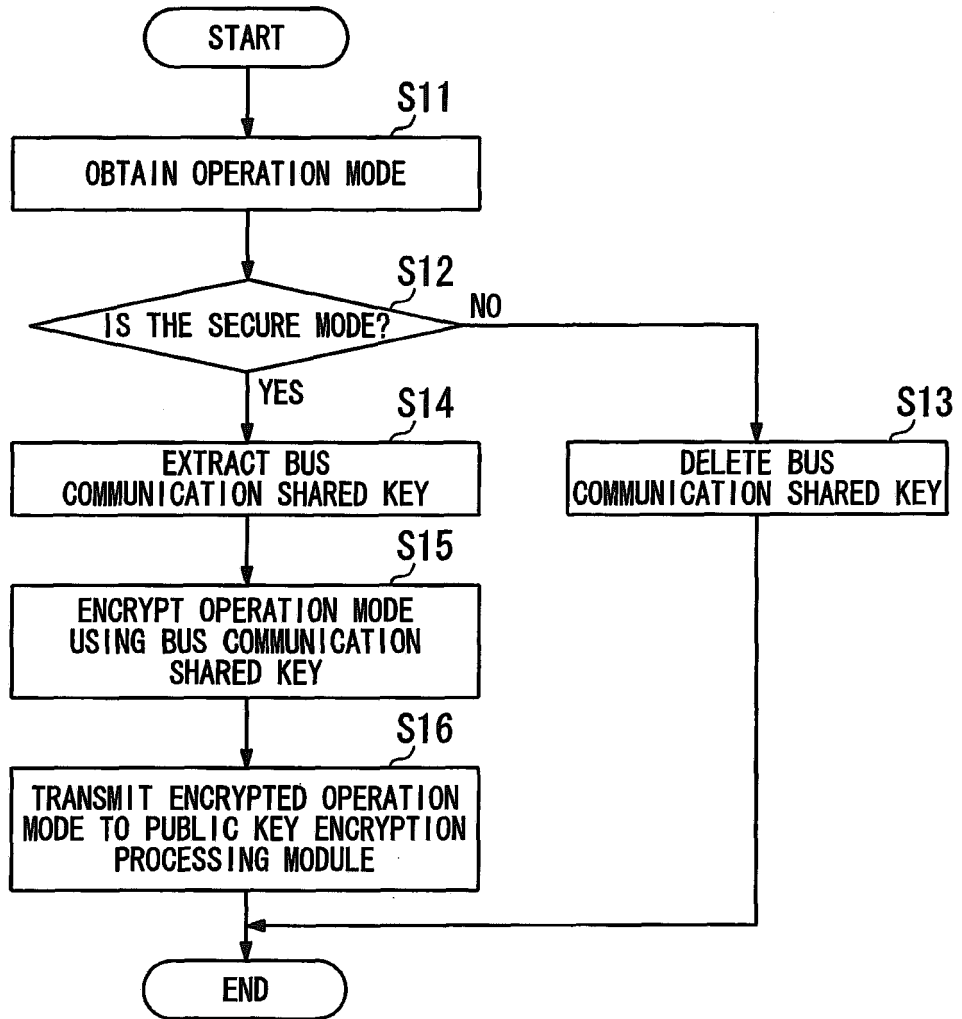 START
S11
OBTAIN OPERATION MODE
S12
IS THE SECURE MODE?
NO
YES
S14
EXTRACT BUS
COMMUNICATION SHARED KEY
S13
DELETE BUS
COMMUNICATION SHARED KEY
S15
ENCRYPT OPERATION MODE
USING BUS COMMUNICATION
SHARED KEY
S16
TRANSMIT ENCRYPTED OPERATION
MODE TO PUBLIC KEY ENCRYPTION
PROCESSING MODULE
END